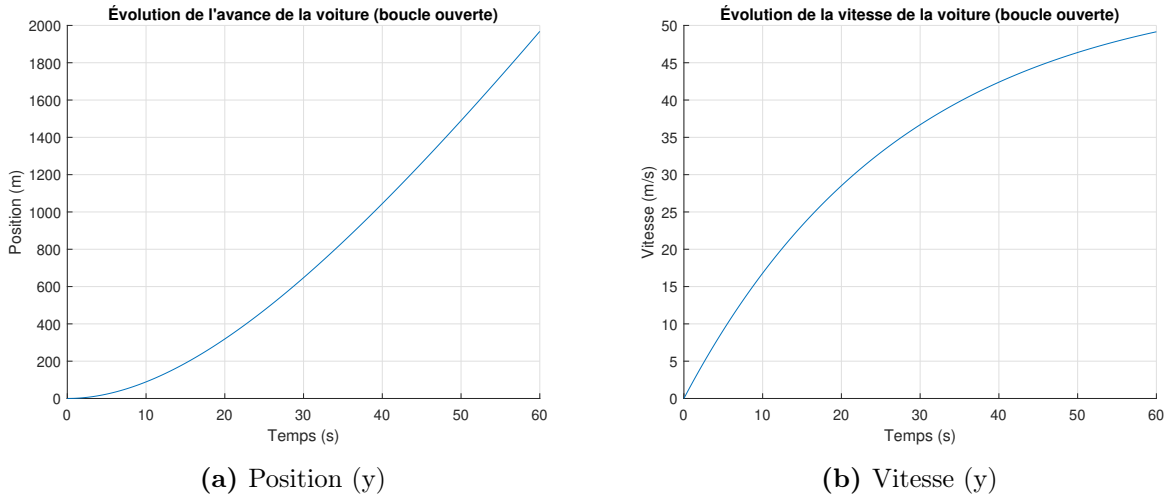 Évolution de l'avance de la voiture (boucle ouverte)
2000
1800
1600
1400
1200
1000
800
600
400
200
0
Position (m)
0 10 20 30 40 50 60
Temps (s)
(a) Position (y)
Évolution de la vitesse de la voiture (boucle ouverte)
50
45
40
35
30
25
20
15
10
5
0
Vitesse (m/s)
0 10 20 30 40 50 60
Temps (s)
(b) Vitesse (y)